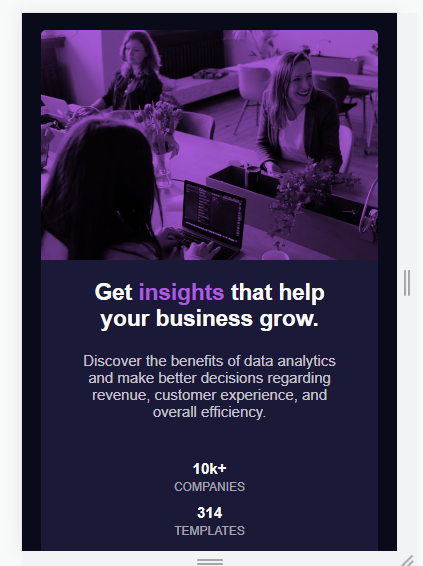 Get insights that help
your business grow.
Discover the benefits of data analytics
and make better decisions regarding
revenue, customer experience, and
overall efficiency.
10k+
COMPANIES
314
TEMPLATES